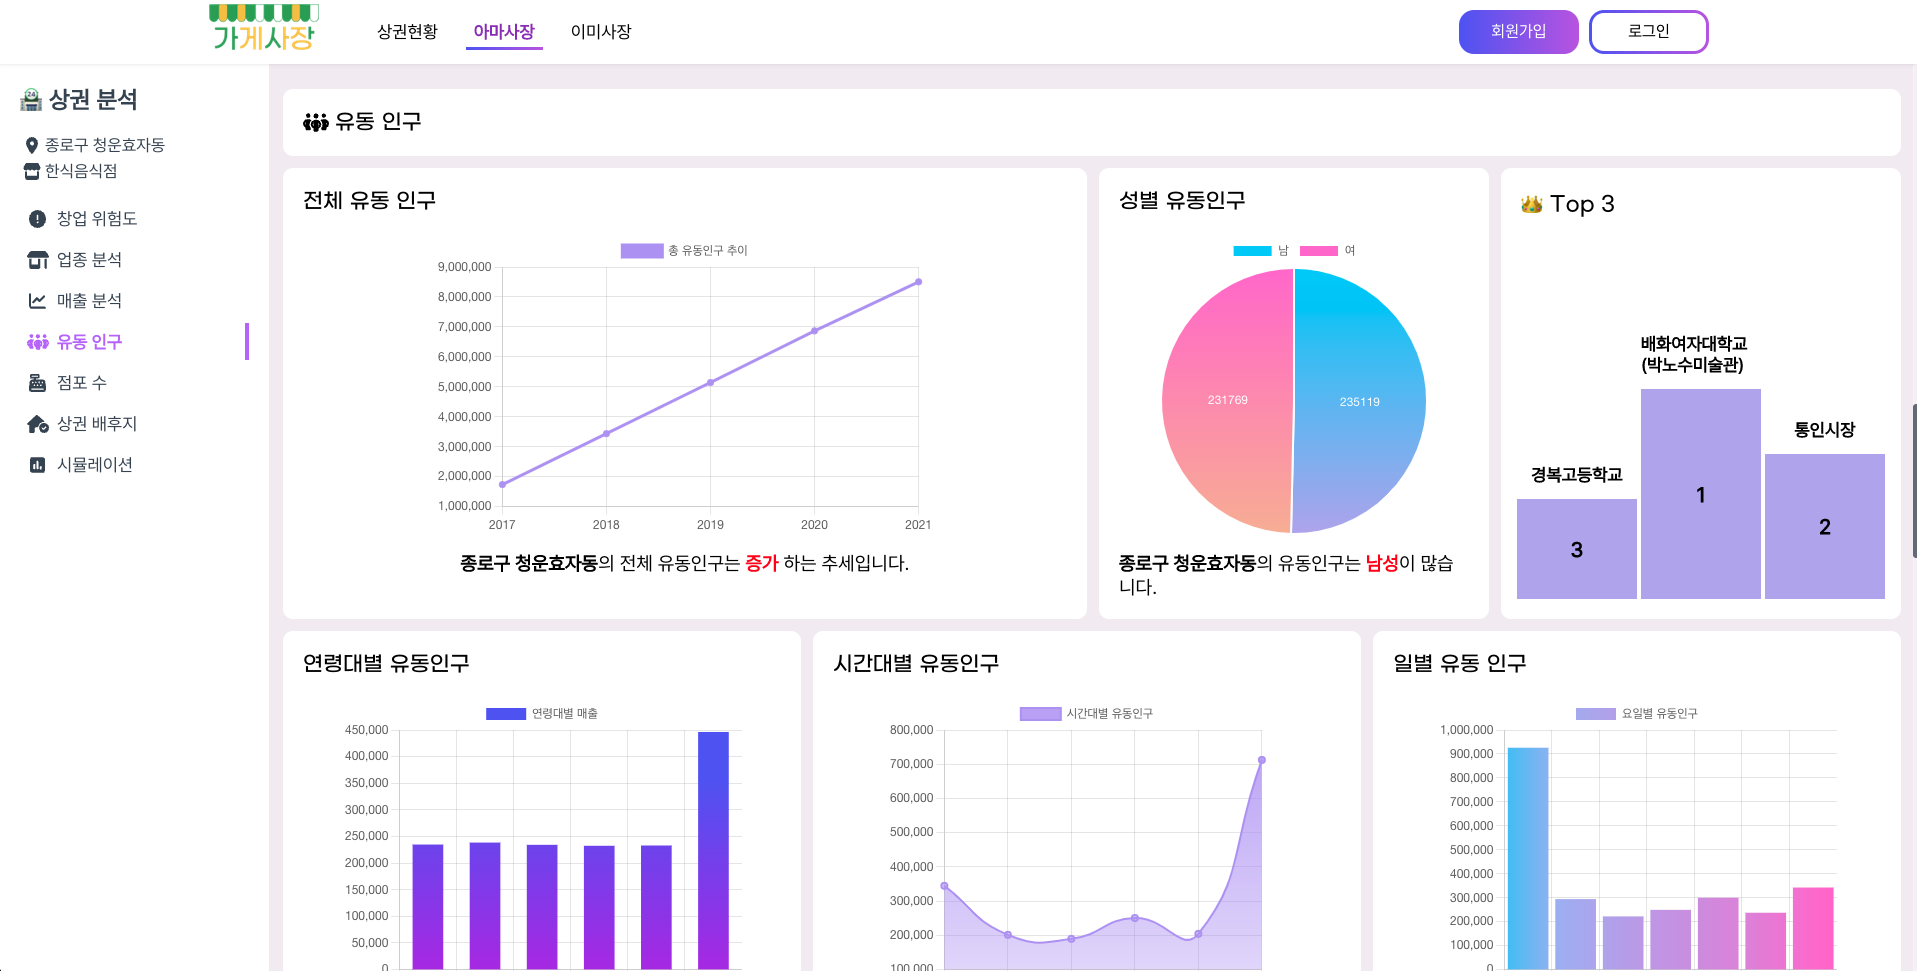 가게사장
상권현황
아마사장
이미사장
회원가입
로그인
상권 분석
종로구 청운효자동
한식음식점
창업 위험도
업종 분석
매출 분석
유동 인구
점포 수
상권 배후지
시뮬레이션
유동 인구
전체 유동 인구
총 유동인구 추이
9,000,000
8,000,000
7,000,000
6,000,000
5,000,000
4,000,000
3,000,000
2,000,000
1,000,000
2017 2018 2019 2020 2021
종로구 청운효자동의 전체 유동인구는 증가 하는 추세입니다.
성별 유동인구
남 여
231769
235119
종로구 청운효자동의 유동인구는 남성이 많습
니다.
Top 3
배화여자대학교
(박노수미술관)
통인시장
경복고등학교
1
2
3
연령대별 유동인구
연령대별 매출
450,000
400,000
350,000
300,000
250,000
200,000
150,000
100,000
50,000
0
시간대별 유동인구
시간대별 유동인구
800,000
700,000
600,000
500,000
400,000
300,000
200,000
100,000
일별 유동 인구
요일별 유동인구
1,000,000
900,000
800,000
700,000
600,000
500,000
400,000
300,000
200,000
100,000
0